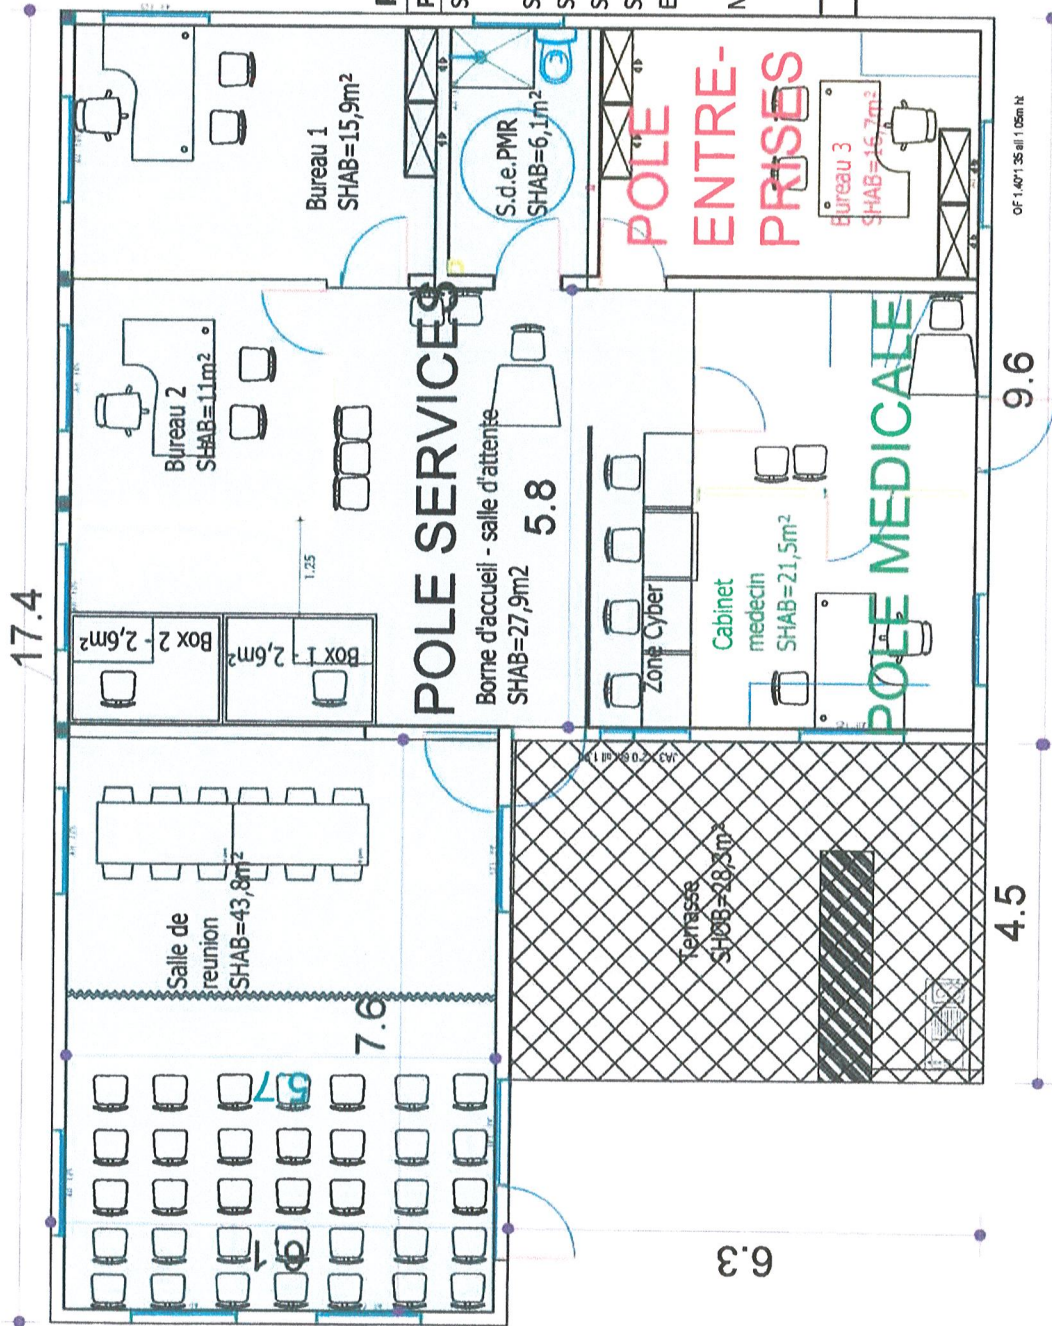 17.4
Bureau 1
SHAB=15,9m²
S.d.e.PMR
SHAB=6,1m²
POLE
ENTRE-
PRISES
Bureau 3
SHAB=16,7m²
OF 1.40*1.35 all 1.05m ht
Bureau 2
SHAB=11m²
POLE SERVICES
Borne d'accueil - salle d'attente
SHAB=27,9m2
5.8
1.25
Box 2 - 2,6m²
Box 1 - 2,6m²
Zone Cyber
Cabinet
medecin
SHAB=21,5m²
POLE MEDICALE
9.6
Salle de
reunion
SHAB=43,8m²
7.6
5.7
6.1
Terrasse
SHOB=28,3m²
4.5
6.3